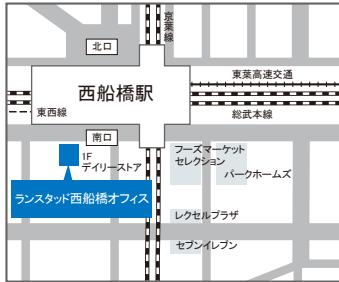 京葉線
北口
東葉高速交通
西船橋駅
東西線
総武本線
南口
1F
デイリーストア
フーズマーケット
セレクション
パークホームズ
ランスタッド西船橋オフィス
レクセルプラザ
セブンイレブン